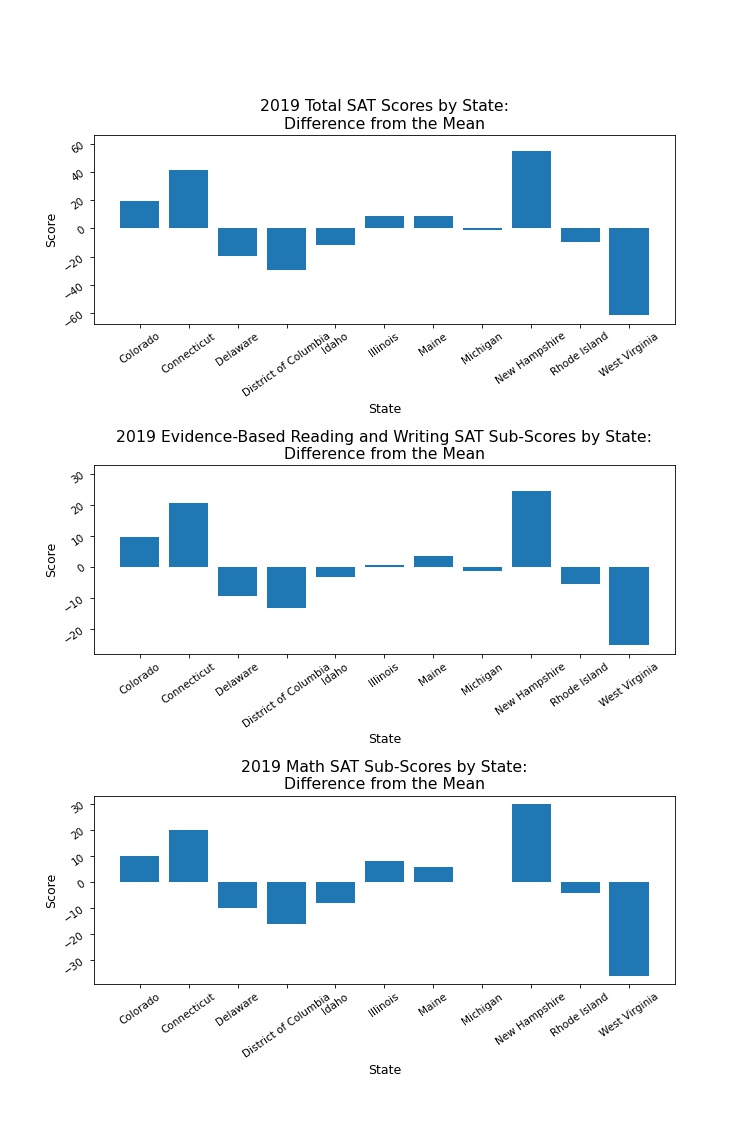 2019 Total SAT Scores by State:
Difference from the Mean
60
40
20
0
−20
−40
−60
Score
Colorado
Connecticut
Delaware
District of Columbia
Idaho
Illinois
Maine
Michigan
New Hampshire
Rhode Island
West Virginia
State
2019 Evidence-Based Reading and Writing SAT Sub-Scores by State:
Difference from the Mean
30
20
10
0
−10
−20
Score
Colorado
Connecticut
Delaware
District of Columbia
Idaho
Illinois
Maine
Michigan
New Hampshire
Rhode Island
West Virginia
State
2019 Math SAT Sub-Scores by State:
Difference from the Mean
30
20
10
0
−10
−20
−30
Score
Colorado
Connecticut
Delaware
District of Columbia
Idaho
Illinois
Maine
Michigan
New Hampshire
Rhode Island
West Virginia
State